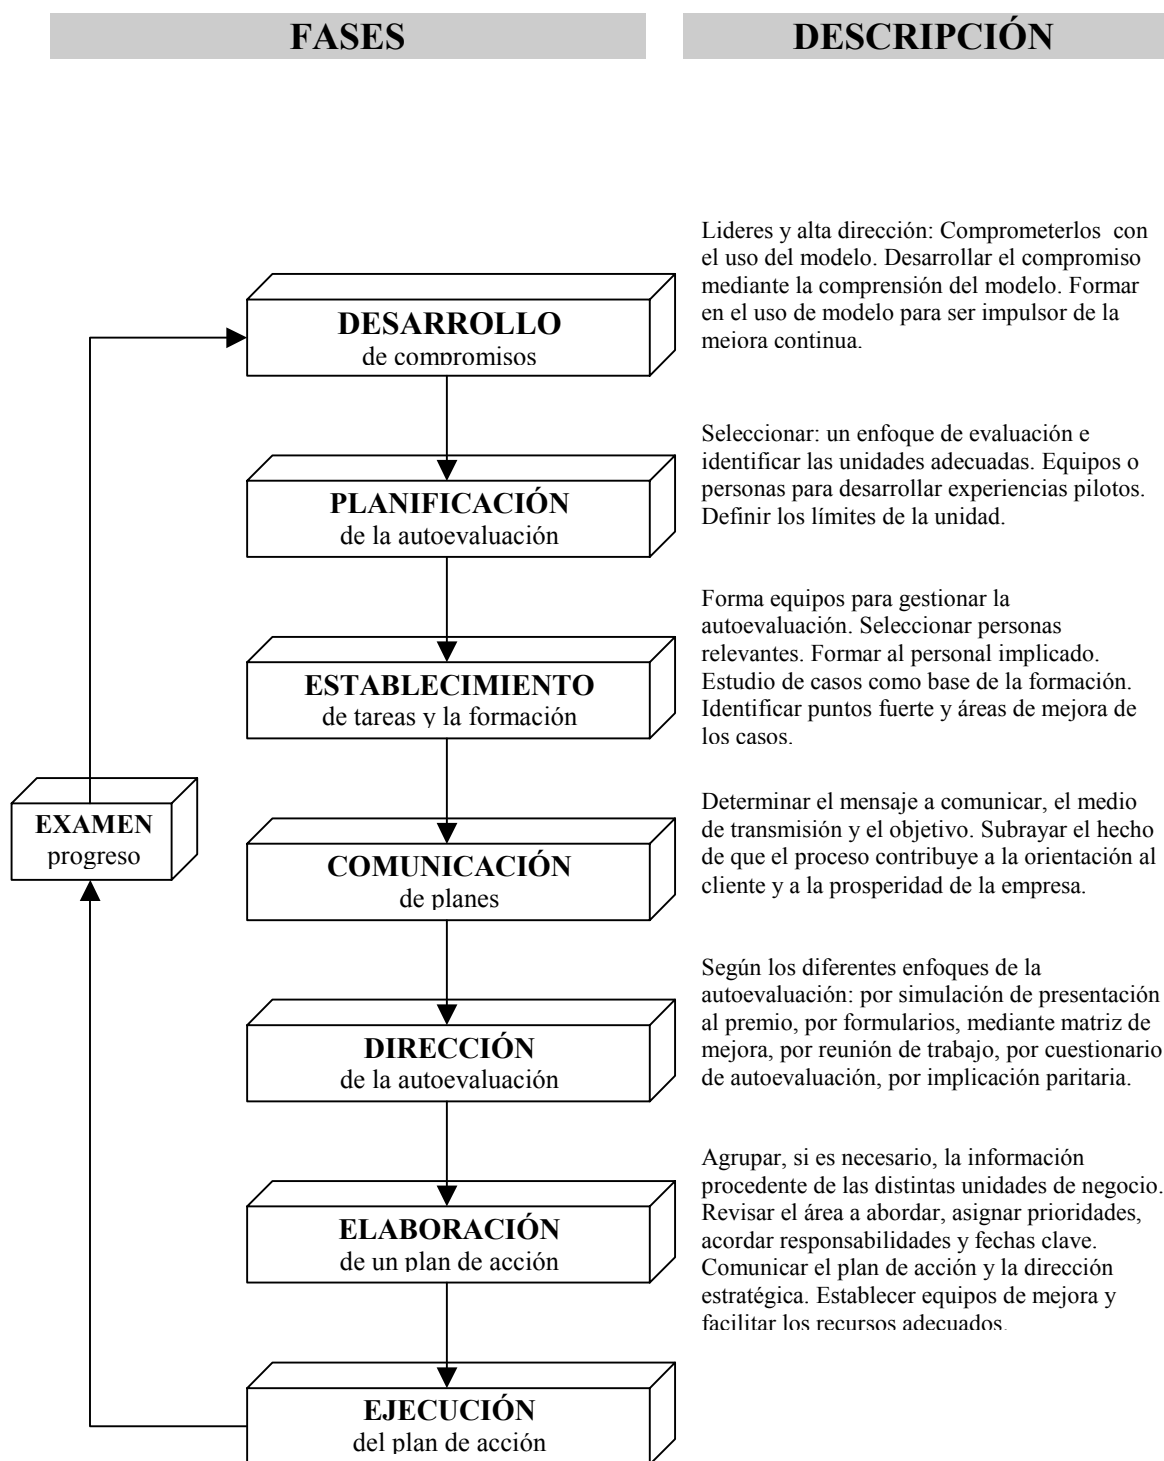 FASES
DESCRIPCIÓN
Lideres y alta dirección: Comprometerlos con
el uso del modelo. Desarrollar el compromiso
mediante la comprensión del modelo. Formar
en el uso de modelo para ser impulsor de la
mejora continua.
DESARROLLO
de compromisos
Seleccionar: un enfoque de evaluación e
identificar las unidades adecuadas. Equipos o
personas para desarrollar experiencias pilotos.
Definir los límites de la unidad.
PLANIFICACIÓN
de la autoevaluación
Forma equipos para gestionar la
autoevaluación. Seleccionar personas
relevantes. Formar al personal implicado.
Estudio de casos como base de la formación.
Identificar puntos fuerte y áreas de mejora de
los casos.
ESTABLECIMIENTO
de tareas y la formación
EXAMEN
progreso
Determinar el mensaje a comunicar, el medio
de transmisión y el objetivo. Subrayar el hecho
de que el proceso contribuye a la orientación al
cliente y a la prosperidad de la empresa.
COMUNICACIÓN
de planes
Según los diferentes enfoques de la
autoevaluación: por simulación de presentación
al premio, por formularios, mediante matriz de
mejora, por reunión de trabajo, por cuestionario
de autoevaluación, por implicación paritaria.
DIRECCIÓN
de la autoevaluación
Agrupar, si es necesario, la información
procedente de las distintas unidades de negocio.
Revisar el área a abordar, asignar prioridades,
acordar responsabilidades y fechas clave.
Comunicar el plan de acción y la dirección
estratégica. Establecer equipos de mejora y
facilitar los recursos adecuados.
ELABORACIÓN
de un plan de acción
EJECUCIÓN
del plan de acción